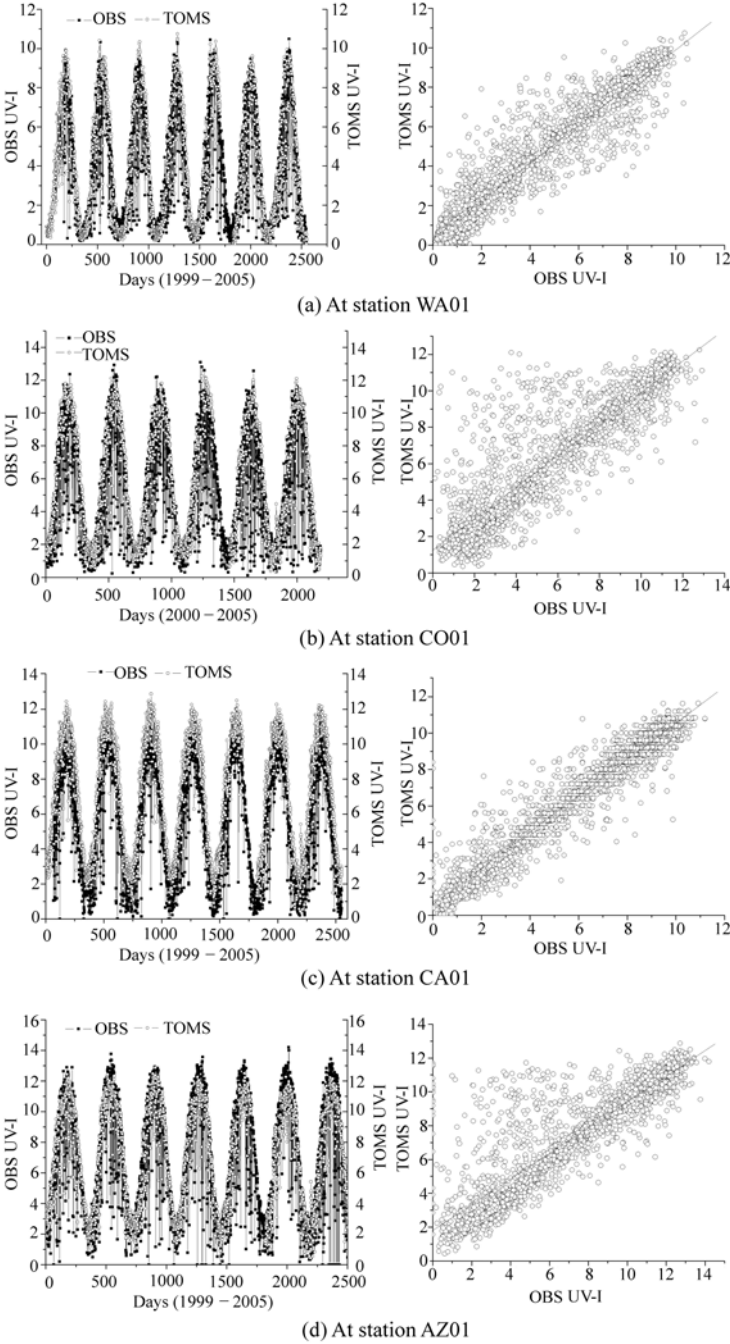 OBS TOMS
12
10
8
6
4
2
0
OBS UV-I
12
10
8
6
4
2
0
TOMS UV-I
0 500 1000 1500 2000 2500
Days (1999−2005)
12
8
4
0
TOMS UV-I
2 4 6 8 10 12
OBS UV-I
(a) At station WA01
OBS
TOMS
14
12
10
8
6
4
2
0
OBS UV-I
14
12
10
8
6
4
2
0
TOMS UV-I
0 500 1000 1500 2000
Days (2000−2005)
12
10
8
6
4
2
0
TOMS UV-I
0 2 4 6 8 10 12 14
OBS UV-I
(b) At station CO01
OBS TOMS
14
12
10
8
6
4
2
0
OBS UV-I
14
12
10
8
6
4
2
0
TOMS UV-I
0 500 1000 1500 2000 2500
Days (1999−2005)
12
10
8
6
4
2
0
TOMS UV-I
0 2 4 6 8 10 12
OBS UV-I
(c) At station CA01
OBS TOMS
16
14
12
10
8
6
4
2
0
OBS UV-I
16
14
12
10
8
6
4
2
0
TOMS UV-I
0 500 1000 1500 2000 2500
Days (1999−2005)
14
12
10
8
6
4
2
0
TOMS UV-I
0 2 4 6 8 10 12 14
OBS UV-I
(d) At station AZ01